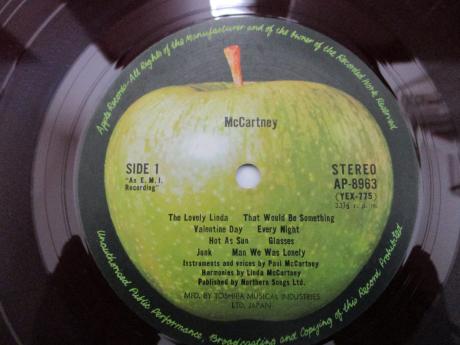 Apple Records-All Rights of the Manufacturer and of the Owner of the Recorded Work Reserved
McCartney
SIDE 1
"An E.M.I.
Recording"
STEREO
AP-8963
(YEX-775)
33⅓ r.p.m.
The Lovely Linda   That Would Be Something
Valentine Day   Every Night
Hot As Sun   Glasses
Junk   Man We Was Lonely
Instruments and voices by Paul McCartney
Harmonies by Linda McCartney
Published by Northern Songs Ltd.
MFD. BY TOSHIBA MUSICAL INDUSTRIES
LTD. JAPAN
Unauthorised Public Performance, Broadcasting and Copying of this Record Prohibited